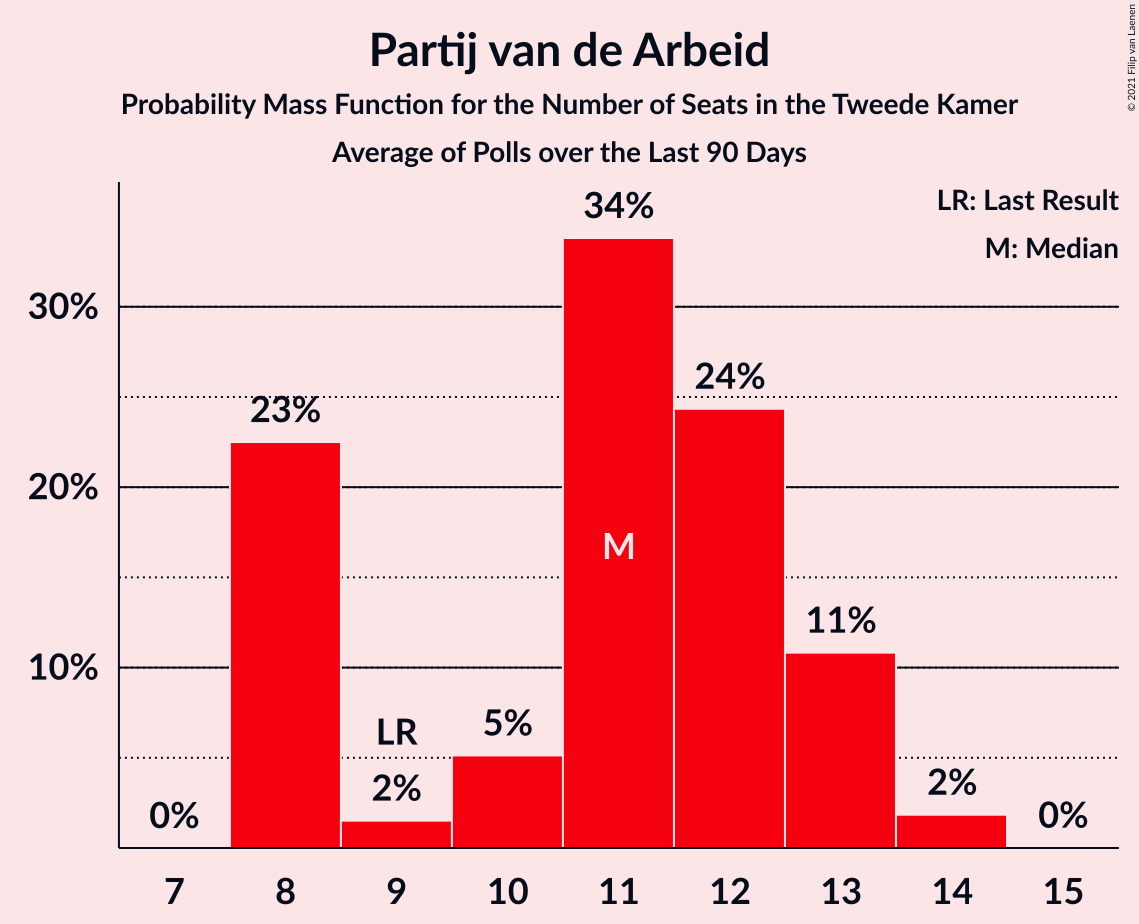 Partij van de Arbeid
Probability Mass Function for the Number of Seats in the Tweede Kamer
Average of Polls over the Last 90 Days
© 2021 Filip van Laenen
LR: Last Result
M: Median
34%
30%
24%
23%
20%
M
11%
10%
LR
5%
2%
2%
0%
0%
7 8 9 10 11 12 13 14 15